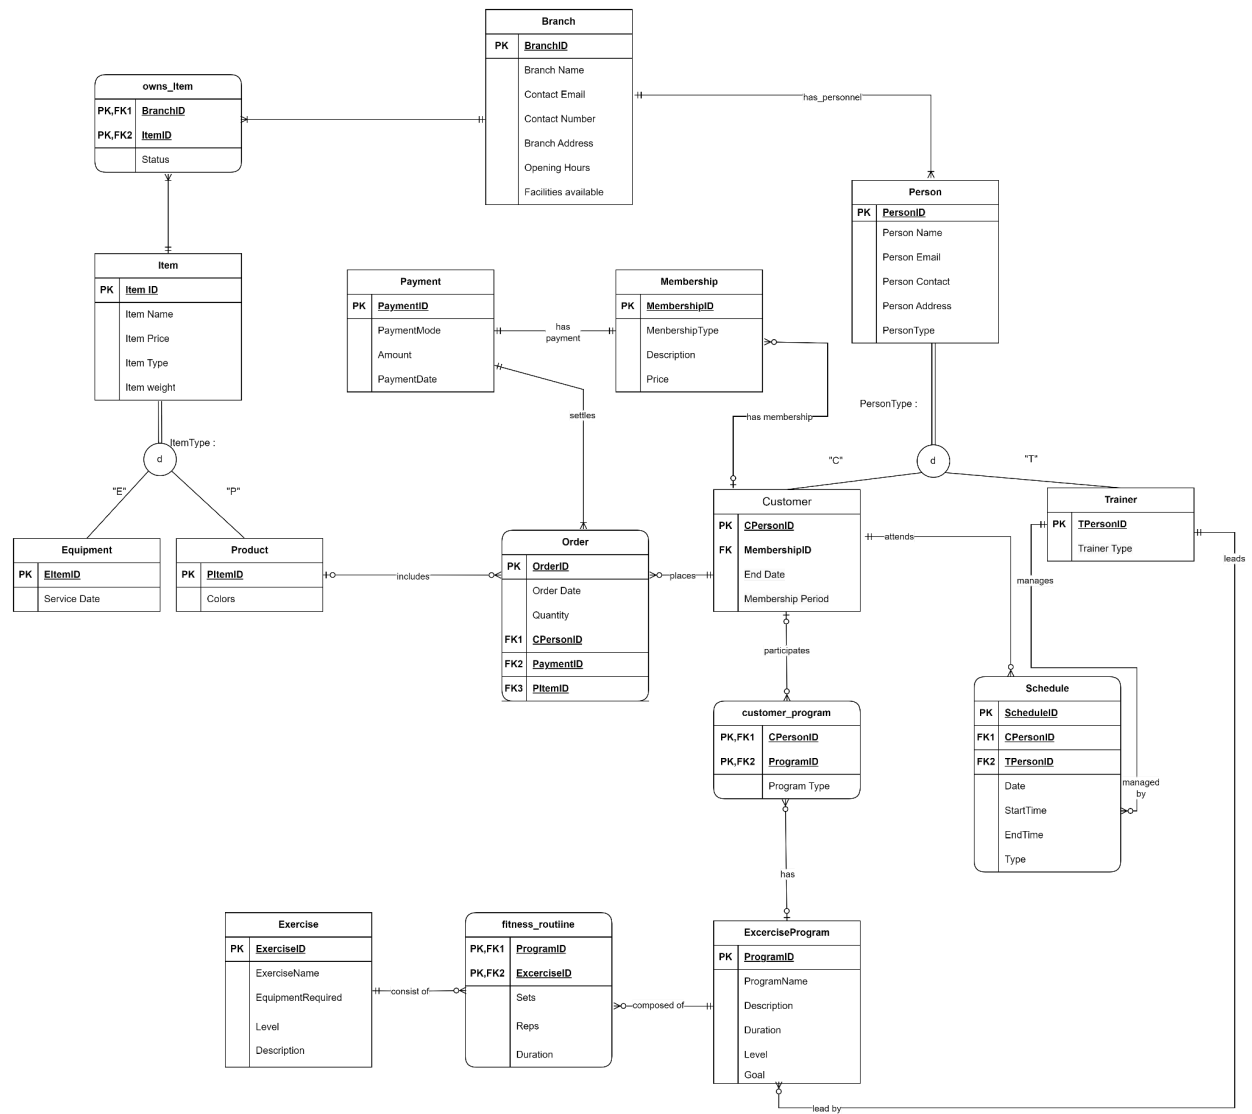 Branch
PK BranchID
Branch Name
Contact Email
Contact Number
Branch Address
Opening Hours
Facilities available
owns_Item
PK,FK1 BranchID
PK,FK2 ItemID
Status
has_personnel
Person
PK PersonID
Person Name
Person Email
Person Contact
Person Address
PersonType
Item
PK Item ID
Item Name
Item Price
Item Type
Item weight
Payment
PK PaymentID
PaymentMode
Amount
PaymentDate
has
payment
Membership
PK MembershipID
MenbershipType
Description
Price
settles
has membership
PersonType :
d
"C"
"T"
ItemType :
d
"E"
"P"
Equipment
PK EItemID
Service Date
Product
PK PItemID
Colors
includes
Order
PK OrderID
Order Date
Quantity
FK1 CPersonID
FK2 PaymentID
FK3 PItemID
places
Customer
PK CPersonID
FK MembershipID
End Date
Membership Period
attends
Trainer
PK TPersonID
Trainer Type
manages
leads
participates
customer_program
PK,FK1 CPersonID
PK,FK2 ProgramID
Program Type
Schedule
PK ScheduleID
FK1 CPersonID
FK2 TPersonID
Date
StartTime
EndTime
Type
managed
by
has
Exercise
PK ExerciseID
ExerciseName
EquipmentRequired
Level
Description
consist of
fitness_routiine
PK,FK1 ProgramID
PK,FK2 ExcerciseID
Sets
Reps
Duration
composed of
ExcerciseProgram
PK ProgramID
ProgramName
Description
Duration
Level
Goal
lead by